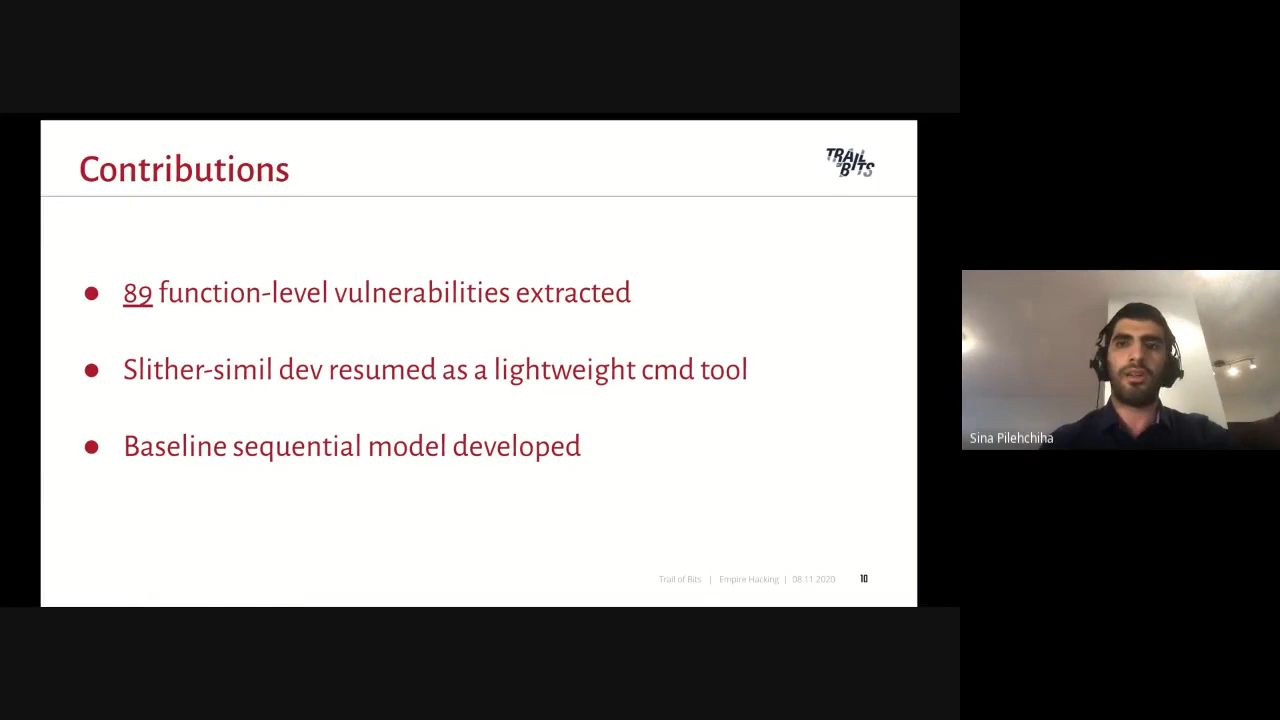 Contributions
TRAIL
OF
BITS
● 89 function-level vulnerabilities extracted
● Slither-simil dev resumed as a lightweight cmd tool
● Baseline sequential model developed
Trail of Bits | Empire Hacking | 08.11.2020 10
Sina Pilehchiha